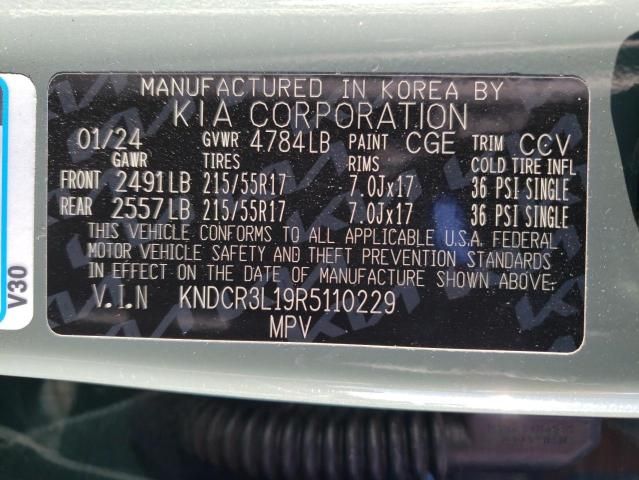 MANUFACTURED IN KOREA BY
KIA CORPORATION
01/24 GVWR 4784LB PAINT CGE TRIM CCV
GAWR TIRES RIMS COLD TIRE INFL
FRONT 2491LB 215/55R17 7.0Jx17 36 PSI SINGLE
REAR 2557LB 215/55R17 7.0Jx17 36 PSI SINGLE
THIS VEHICLE CONFORMS TO ALL APPLICABLE U.S.A. FEDERAL
MOTOR VEHICLE SAFETY AND THEFT PREVENTION STANDARDS
IN EFFECT ON THE DATE OF MANUFACTURE SHOWN ABOVE.
V.I.N KNDCR3L19R5110229
MPV
V30